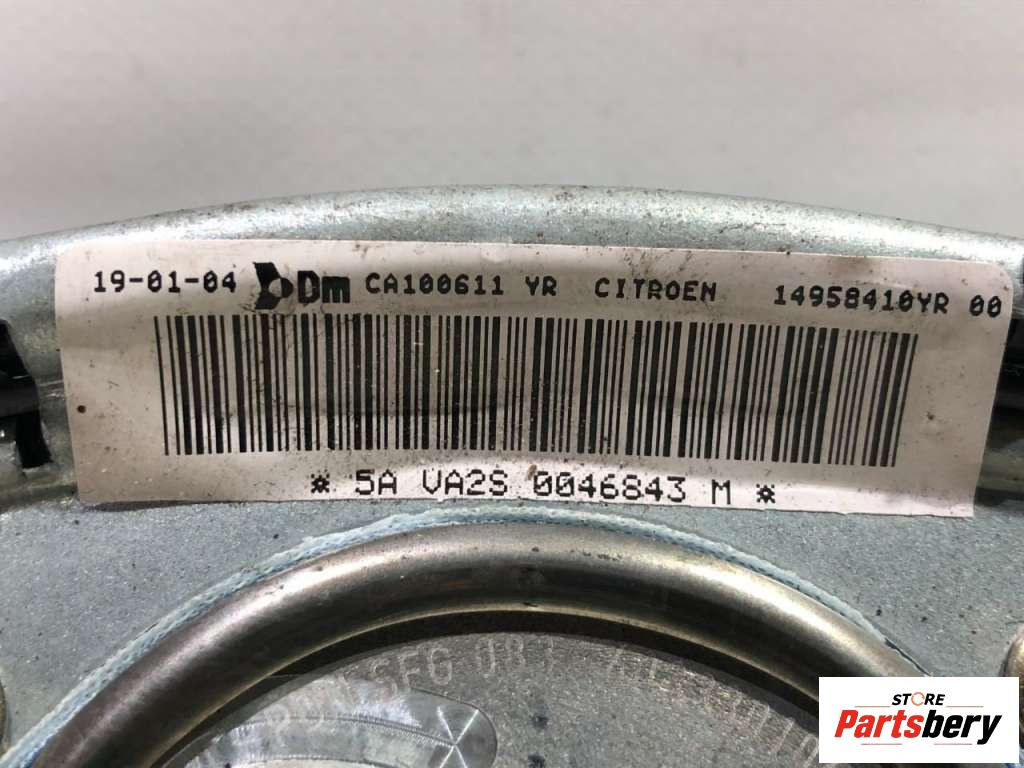 19-01-04 Dm CA100611 YR CITROEN 14958410YR 00
* 5A VA2S 0046843 M *
STORE
Partsbery